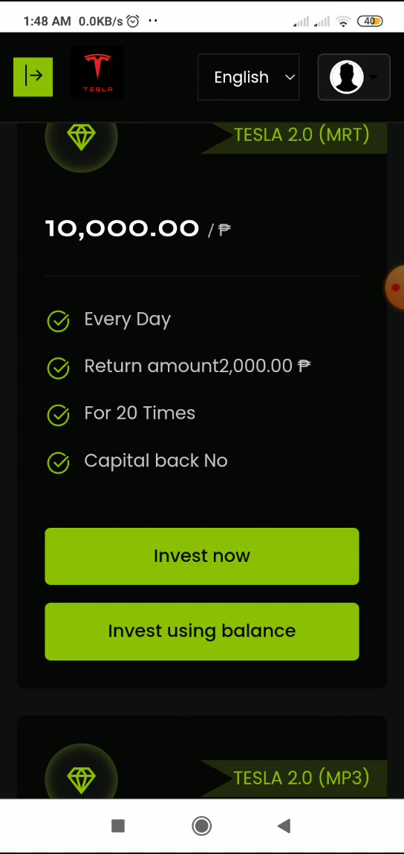 1:48 AM 0.0KB/s
40
TESLA
English
TESLA 2.0 (MRT)
10,000.00 / ₱
Every Day
Return amount2,000.00 ₱
For 20 Times
Capital back No
Invest now
Invest using balance
TESLA 2.0 (MP3)